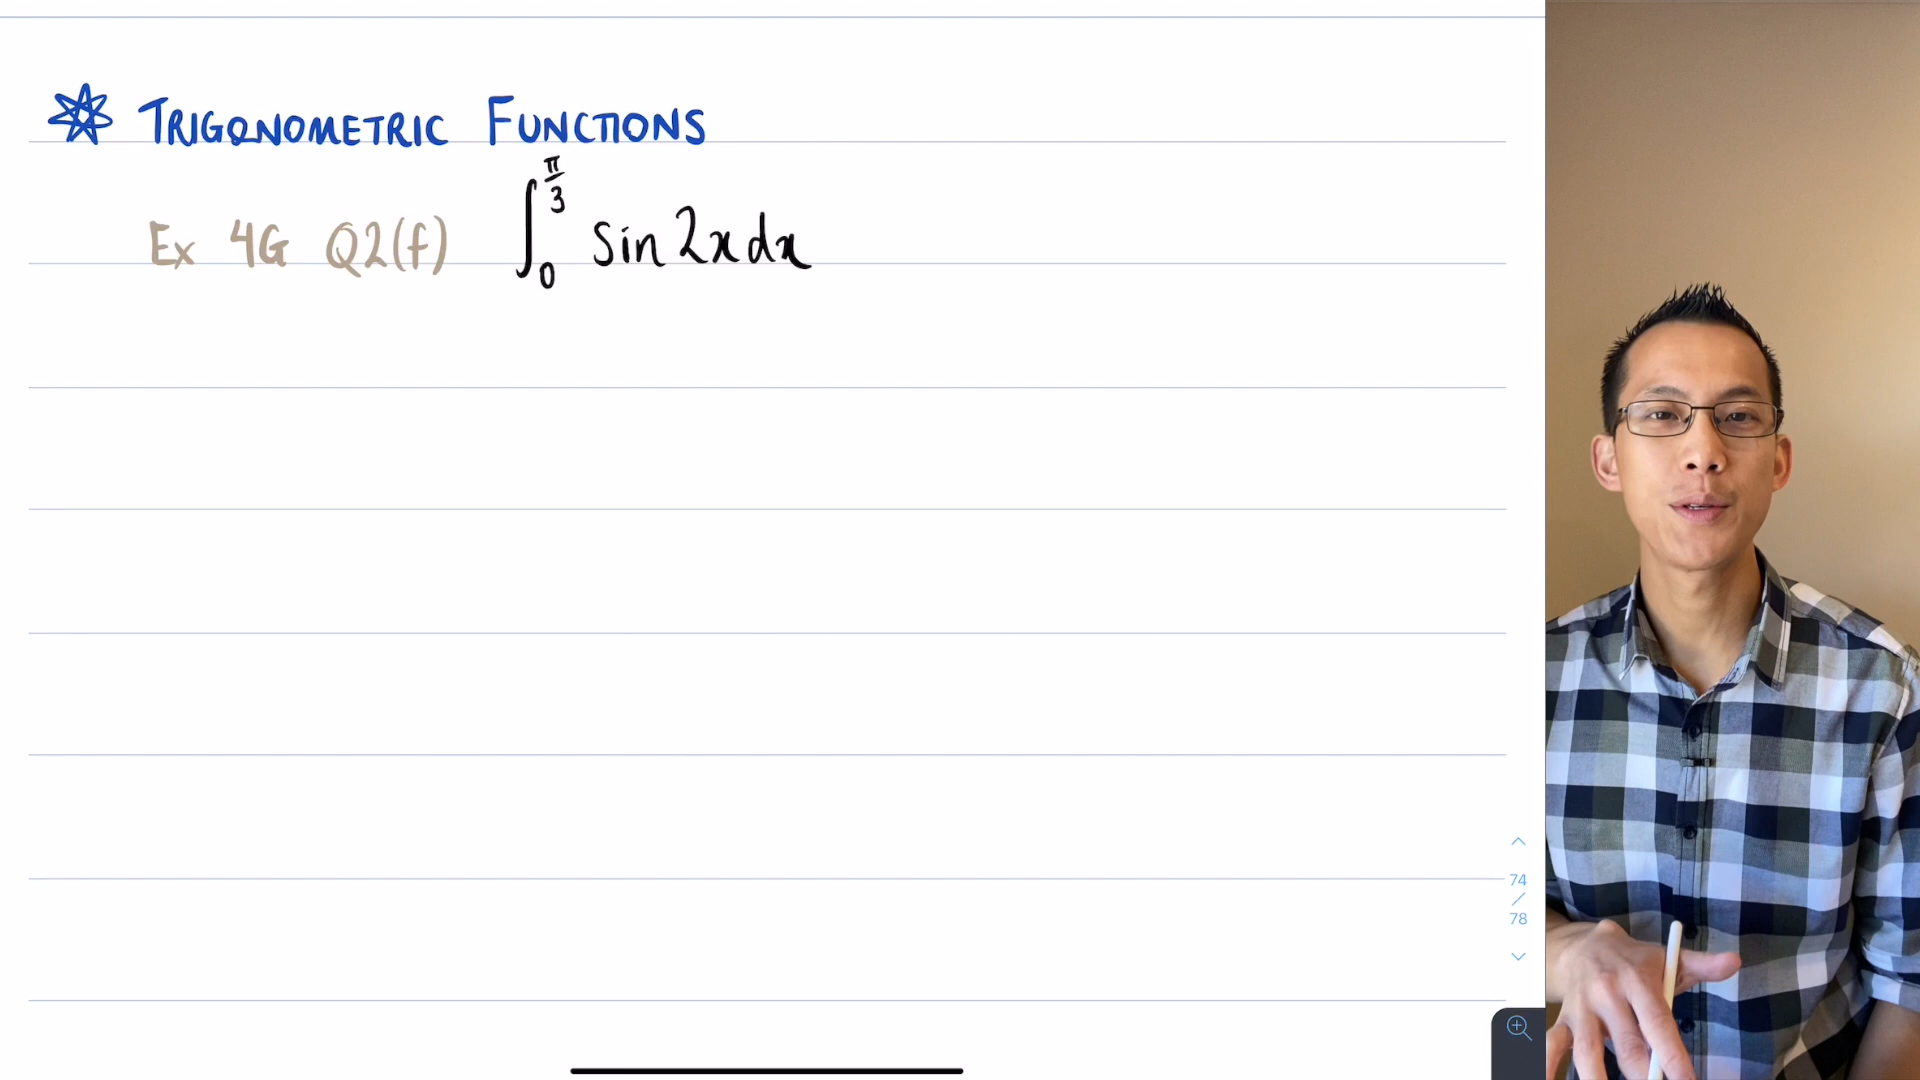 TRIGONOMETRIC FUNCTIONS
Ex 4G Q2(f) ∫₀^(π/3) sin 2x dx
74
/
78